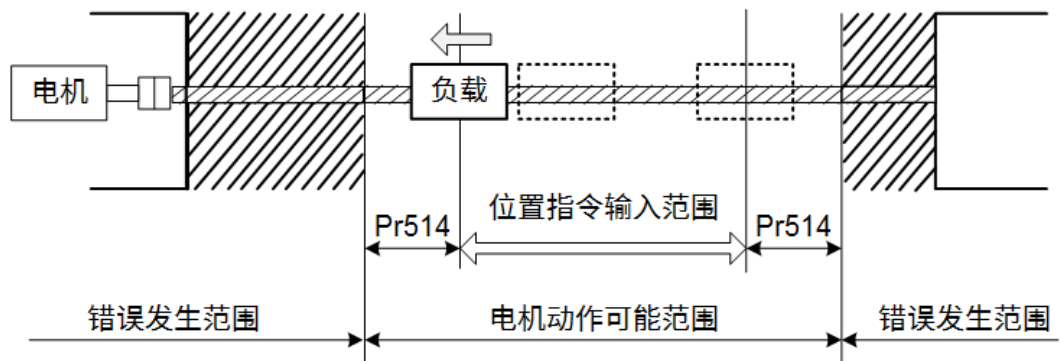 电机
负载
位置指令输入范围
Pr514
Pr514
错误发生范围
电机动作可能范围
错误发生范围